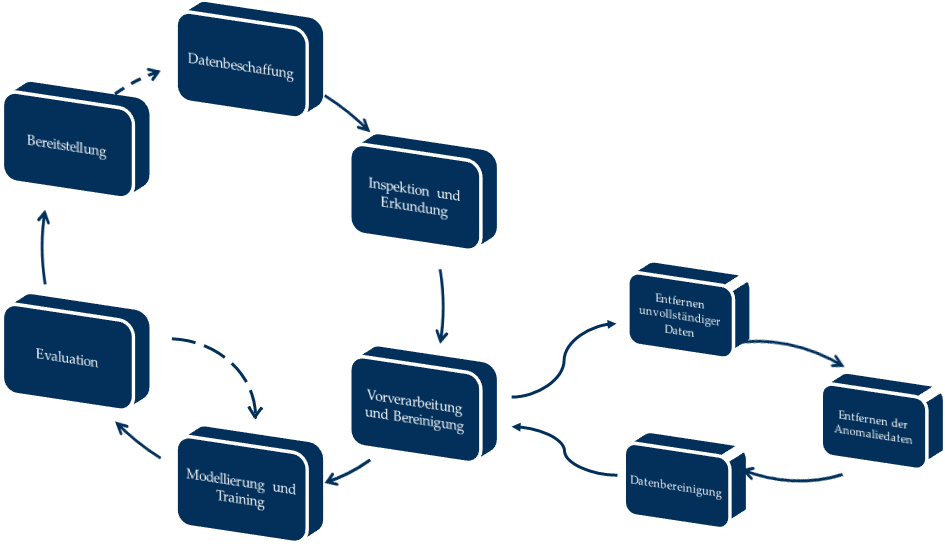 Datenbeschaffung
Bereitstellung
Inspektion und
Erkundung
Entfernen
unvollständiger
Daten
Evaluation
Vorverarbeitung
und Bereinigung
Entfernen der
Anomaliedaten
Modellierung und
Training
Datenbereinigung